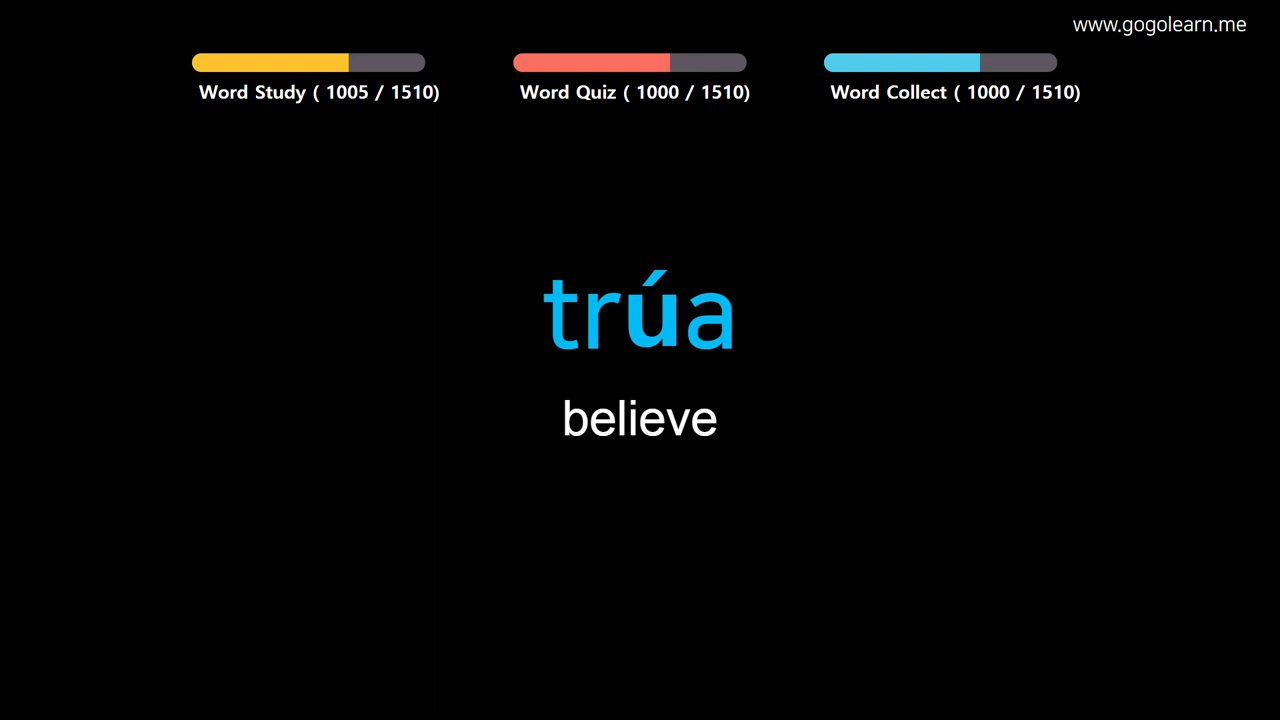 www.gogolearn.me
Word Study ( 1005 / 1510)
Word Quiz ( 1000 / 1510)
Word Collect ( 1000 / 1510)
trúa
believe